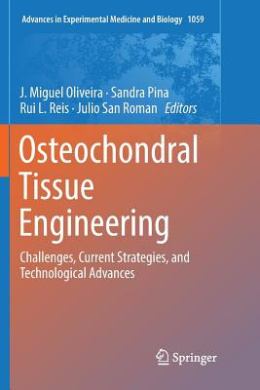 Advances in Experimental Medicine and Biology 1059
J. Miguel Oliveira · Sandra Pina
Rui L. Reis · Julio San Roman Editors
Osteochondral
Tissue
Engineering
Challenges, Current Strategies, and
Technological Advances
Springer